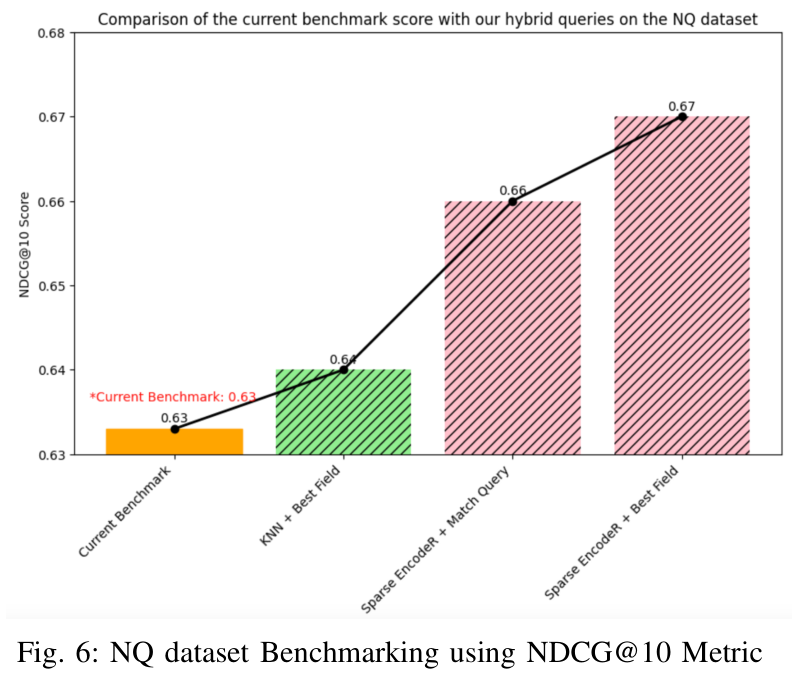 Comparison of the current benchmark score with our hybrid queries on the NQ dataset
0.68
0.67
0.66
0.65
0.64
0.63
NDCG@10 Score
*Current Benchmark: 0.63
0.63
0.64
0.66
0.67
Current Benchmark
KNN + Best Field
Sparse EncodeR + Match Query
Sparse EncodeR + Best Field
Fig. 6: NQ dataset Benchmarking using NDCG@10 Metric